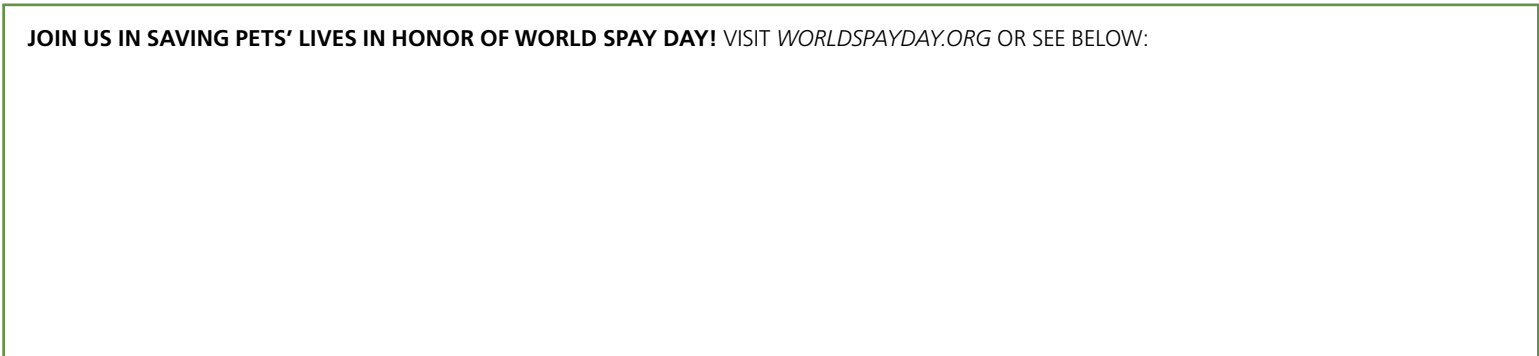 JOIN US IN SAVING PETS’ LIVES IN HONOR OF WORLD SPAY DAY! VISIT WORLDSPAYDAY.ORG OR SEE BELOW: